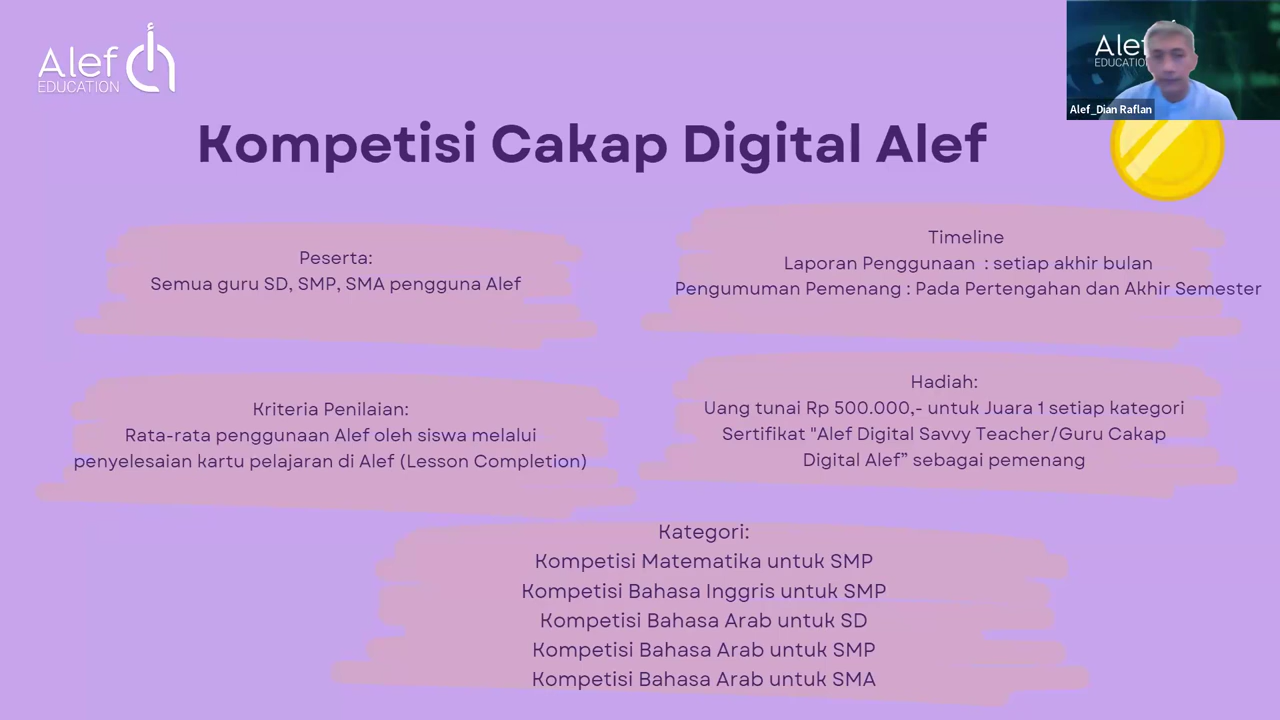 Alef
EDUCATION
Alef
EDUCATIO
Alef_Dian Raflan
Kompetisi Cakap Digital Alef
Peserta:
Semua guru SD, SMP, SMA pengguna Alef
Timeline
Laporan Penggunaan : setiap akhir bulan
Pengumuman Pemenang : Pada Pertengahan dan Akhir Semester
Kriteria Penilaian:
Rata-rata penggunaan Alef oleh siswa melalui
penyelesaian kartu pelajaran di Alef (Lesson Completion)
Hadiah:
Uang tunai Rp 500.000,- untuk Juara 1 setiap kategori
Sertifikat "Alef Digital Savvy Teacher/Guru Cakap
Digital Alef” sebagai pemenang
Kategori:
Kompetisi Matematika untuk SMP
Kompetisi Bahasa Inggris untuk SMP
Kompetisi Bahasa Arab untuk SD
Kompetisi Bahasa Arab untuk SMP
Kompetisi Bahasa Arab untuk SMA